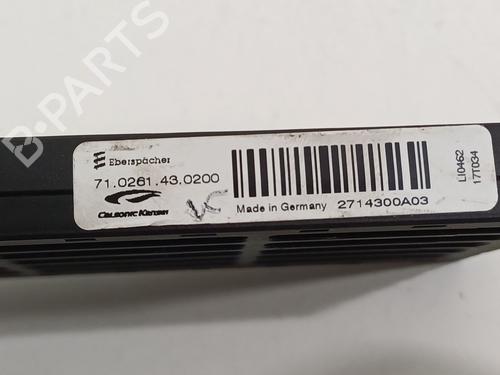 B-PARTS
Eberspächer
71.0261.43.0200
Calsonic Kansei
Made in Germany 2714300A03
LI0462
17T034